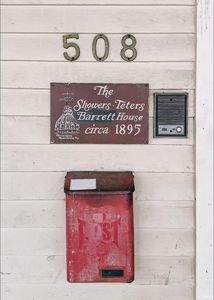 508
The
Showers-Teters
Barrett House
circa 1895
POST